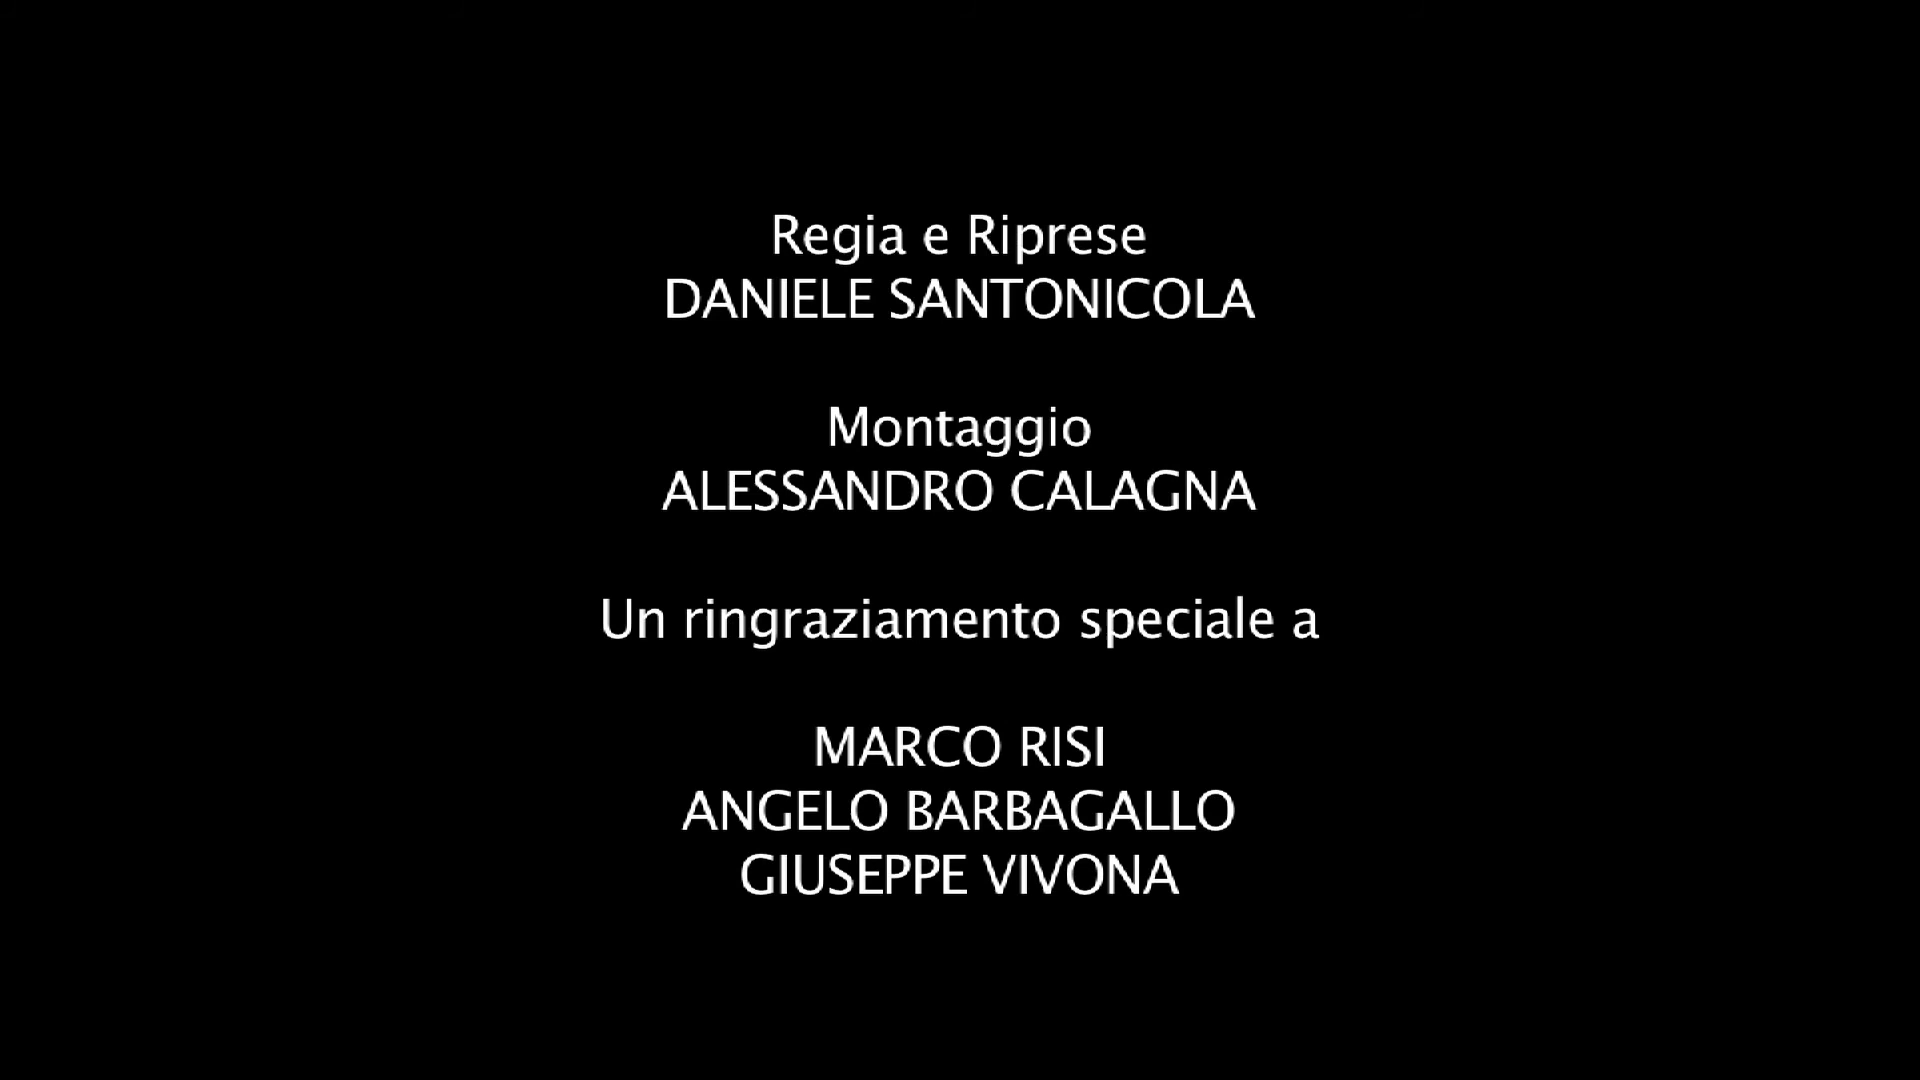 Regia e Riprese
DANIELE SANTONICOLA
Montaggio
ALESSANDRO CALAGNA
Un ringraziamento speciale a
MARCO RISI
ANGELO BARBAGALLO
GIUSEPPE VIVONA